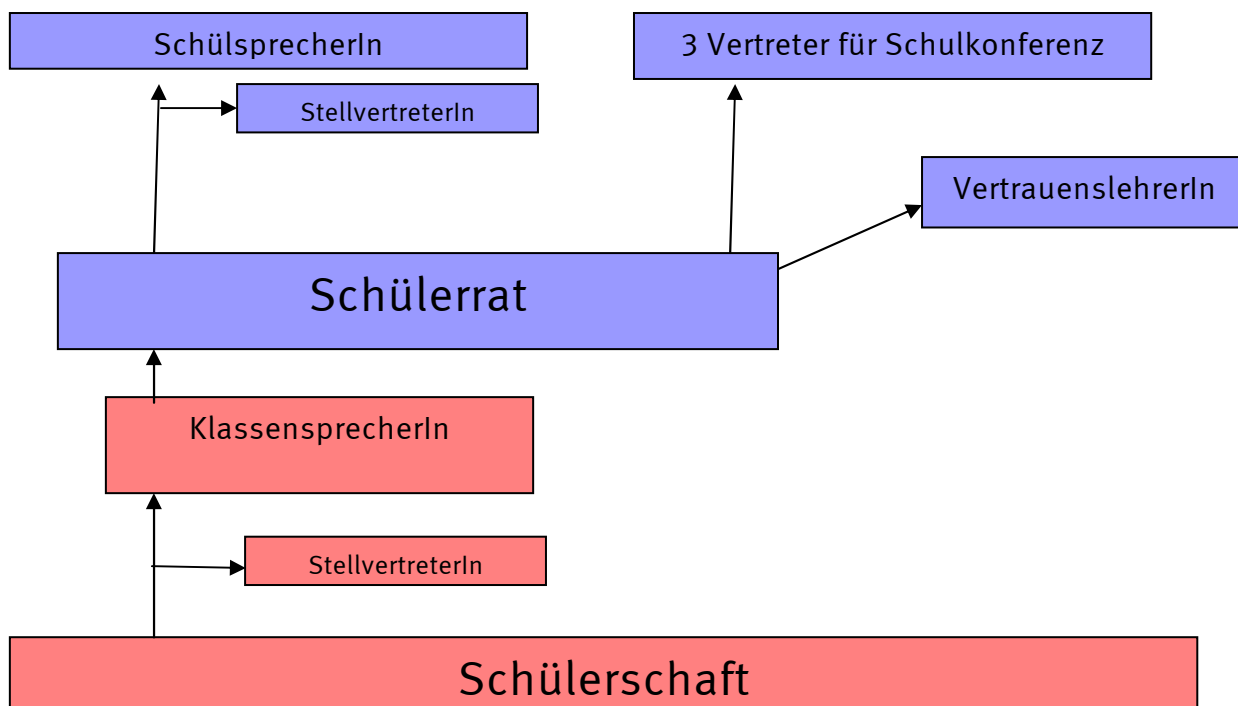 SchülsprecherIn
3 Vertreter für Schulkonferenz
StellvertreterIn
VertrauenslehrerIn
Schülerrat
KlassensprecherIn
StellvertreterIn
Schülerschaft